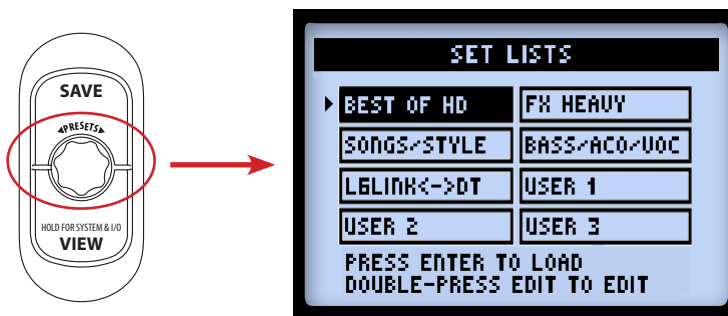 SAVE
◄PRESETS►
HOLD FOR SYSTEM & I/O
VIEW
SET LISTS
BEST OF HD
FX HEAVY
SONGS/STYLE
BASS/ACO/VOC
L6LINK<->DT
USER 1
USER 2
USER 3
PRESS ENTER TO LOAD
DOUBLE-PRESS EDIT TO EDIT